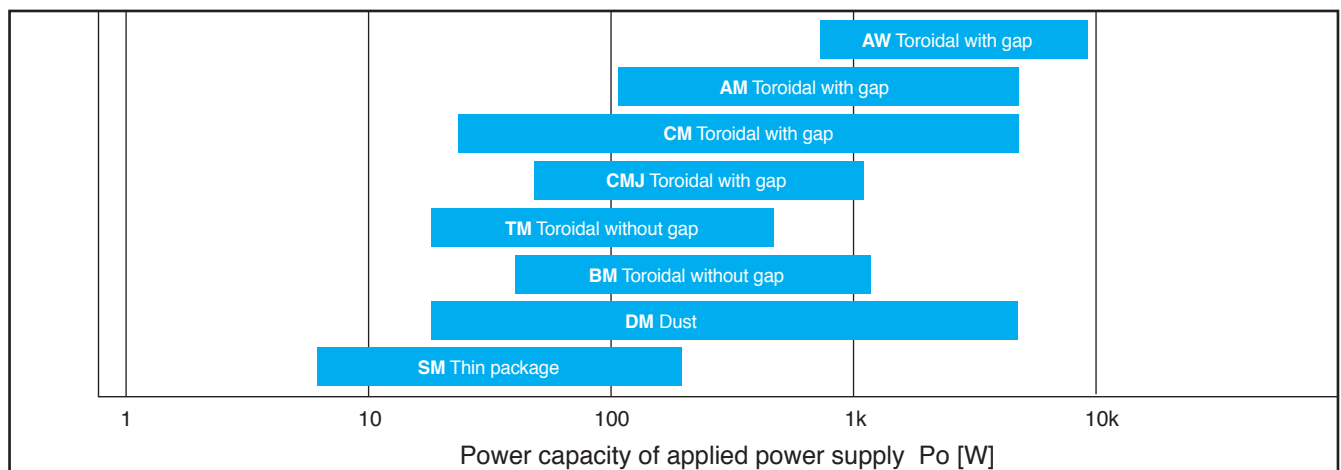 AW Toroidal with gap
AM Toroidal with gap
CM Toroidal with gap
CMJ Toroidal with gap
TM Toroidal without gap
BM Toroidal without gap
DM Dust
SM Thin package
1 10 100 1k 10k
Power capacity of applied power supply Po [W]